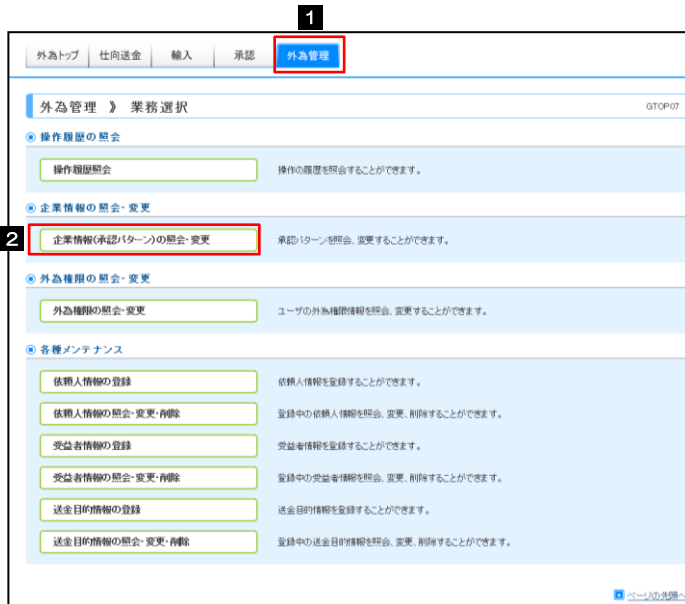 1
外為トップ 仕向送金 輸入 承認 外為管理
外為管理 》 業務選択 GTOP07
操作履歴の照会
操作履歴照会 操作の履歴を照会することができます。
企業情報の照会・変更
2 企業情報(承認パターン)の照会・変更 承認パターンを照会、変更することができます。
外為権限の照会・変更
外為権限の照会・変更 ユーザの外為権限情報を照会、変更することができます。
各種メンテナンス
依頼人情報の登録 依頼人情報を登録することができます。
依頼人情報の照会・変更・削除 登録中の依頼人情報を照会、変更、削除することができます。
受益者情報の登録 受益者情報を登録することができます。
受益者情報の照会・変更・削除 登録中の受益者情報を照会、変更、削除することができます。
送金目的情報の登録 送金目的情報を登録することができます。
送金目的情報の照会・変更・削除 登録中の送金目的情報を照会、変更、削除することができます。
ページの先頭へ